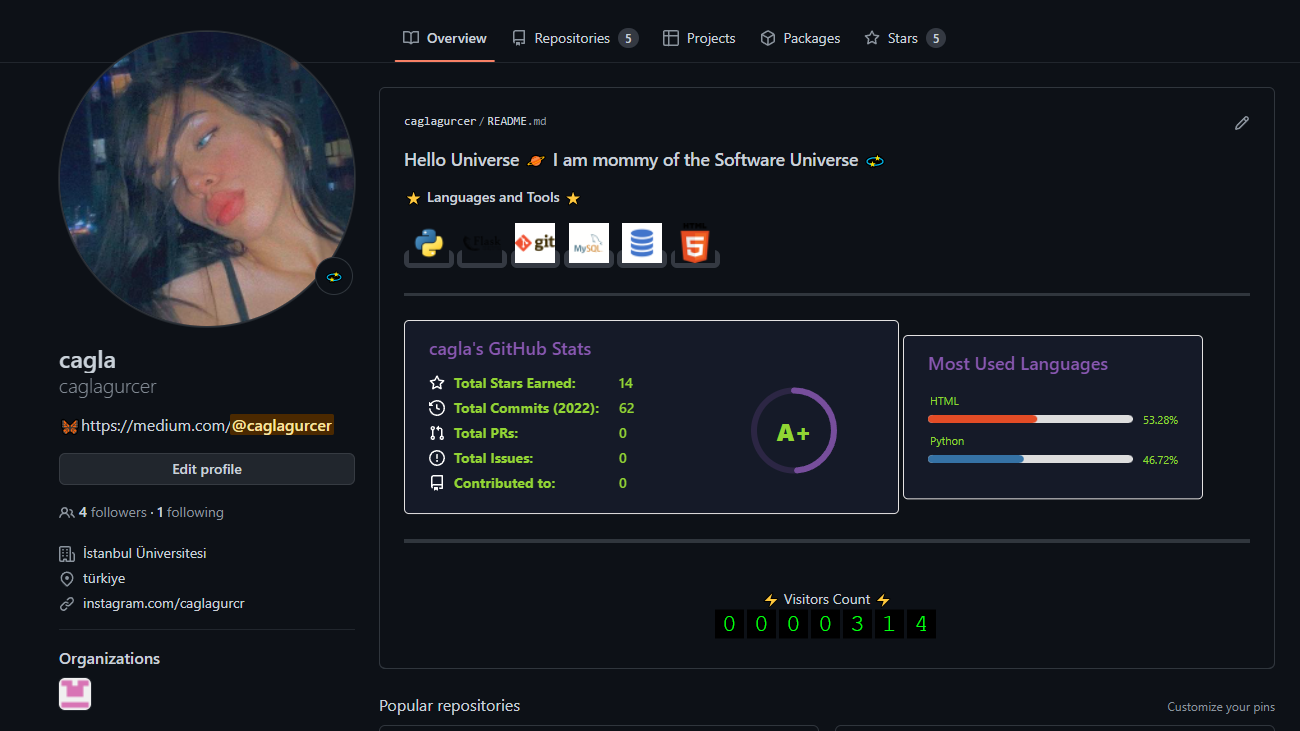 Overview Repositories 5 Projects Packages Stars 5
cagla
caglagurcer
https://medium.com/@caglagurcer
Edit profile
4 followers · 1 following
İstanbul Üniversitesi
türkiye
instagram.com/caglagurcr
Organizations
caglagurcer/README.md
Hello Universe 🪐 I am mommy of the Software Universe 💫
⭐ Languages and Tools ⭐
Flask
git
MySQL
HTML
5
cagla's GitHub Stats
Total Stars Earned: 14
Total Commits (2022): 62
Total PRs: 0
Total Issues: 0
Contributed to: 0
A+
Most Used Languages
HTML
53.28%
Python
46.72%
⚡ Visitors Count ⚡
0 0 0 0 3 1 4
Popular repositories
Customize your pins